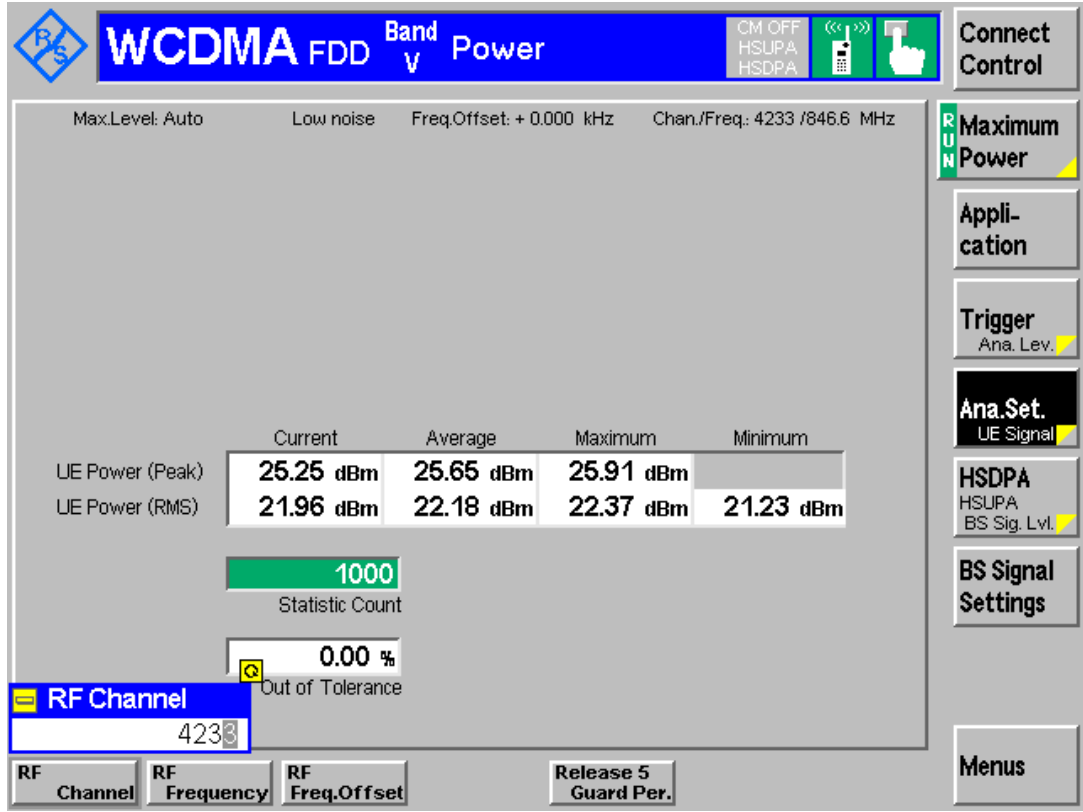 R/S
WCDMA FDD Band V Power
CM OFF
HSUPA
HSDPA
Connect
Control
Max.Level: Auto Low noise Freq.Offset: + 0.000 kHz Chan./Freq.: 4233 /846.6 MHz
RUN
Maximum
Power
Appli-
cation
Trigger
Ana. Lev.
Ana.Set.
UE Signal
Current Average Maximum Minimum
UE Power (Peak) 25.25 dBm 25.65 dBm 25.91 dBm
UE Power (RMS) 21.96 dBm 22.18 dBm 22.37 dBm 21.23 dBm
HSDPA
HSUPA
BS Sig. Lvl.
1000
Statistic Count
BS Signal
Settings
0.00 %
Out of Tolerance
RF Channel
4233
Menus
RF Channel
RF Frequency
RF Freq.Offset
Release 5 Guard Per.